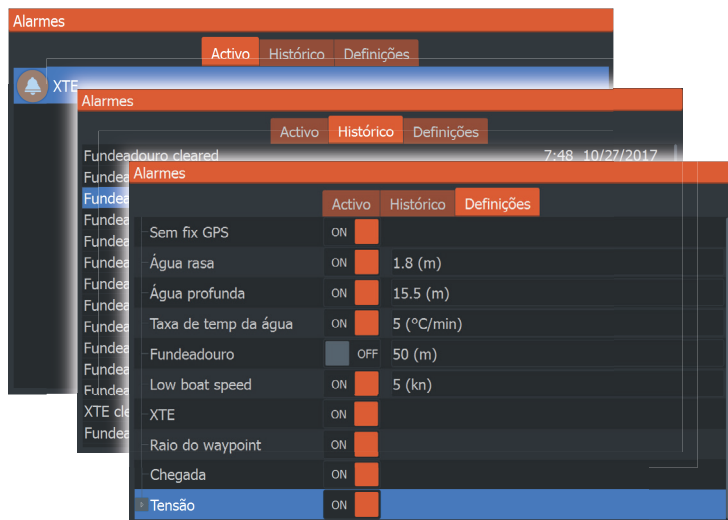 Alarmes
Activo Histórico Definições
XTE
Alarmes
Activo Histórico Definições
Fundeadouro cleared 7:48 10/27/2017
XTE
Alarmes
Activo Histórico Definições
Sem fix GPS ON
Água rasa ON 1.8 (m)
Água profunda ON 15.5 (m)
Taxa de temp da água ON 5 (°C/min)
Fundeadouro OFF 50 (m)
Low boat speed ON 5 (kn)
XTE ON
Raio do waypoint ON
Chegada ON
Tensão ON